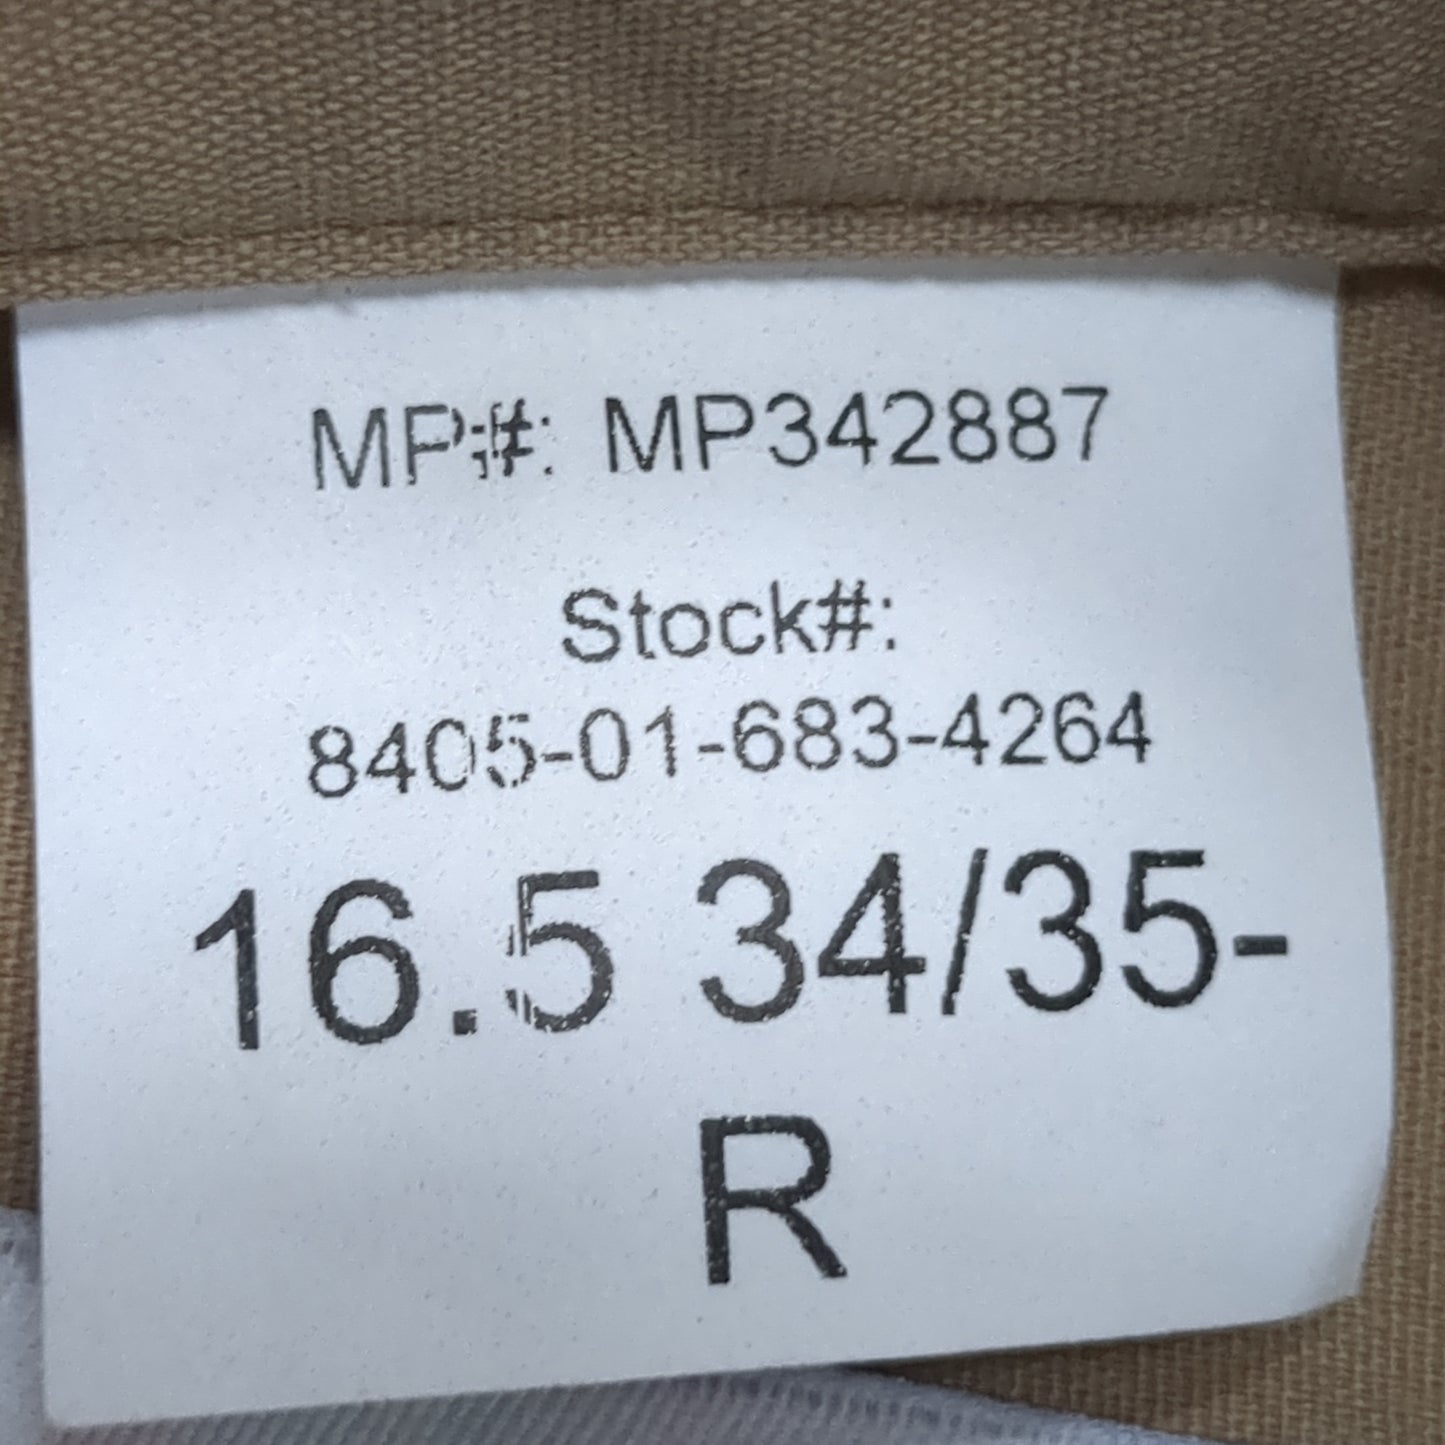 MP#: MP342887
Stock#:
8405-01-683-4264
16.5 34/35-
R